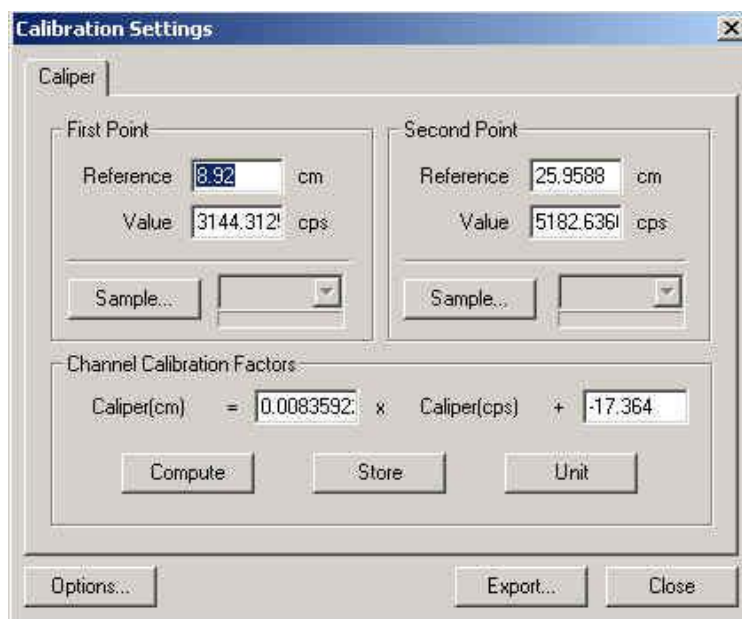 Calibration Settings
Caliper
First Point
Reference 8.92 cm
Value 3144.3125 cps
Sample...
Second Point
Reference 25.9588 cm
Value 5182.636 cps
Sample...
Channel Calibration Factors
Caliper(cm) = 0.0083592 x Caliper(cps) + -17.364
Compute Store Unit
Options... Export... Close